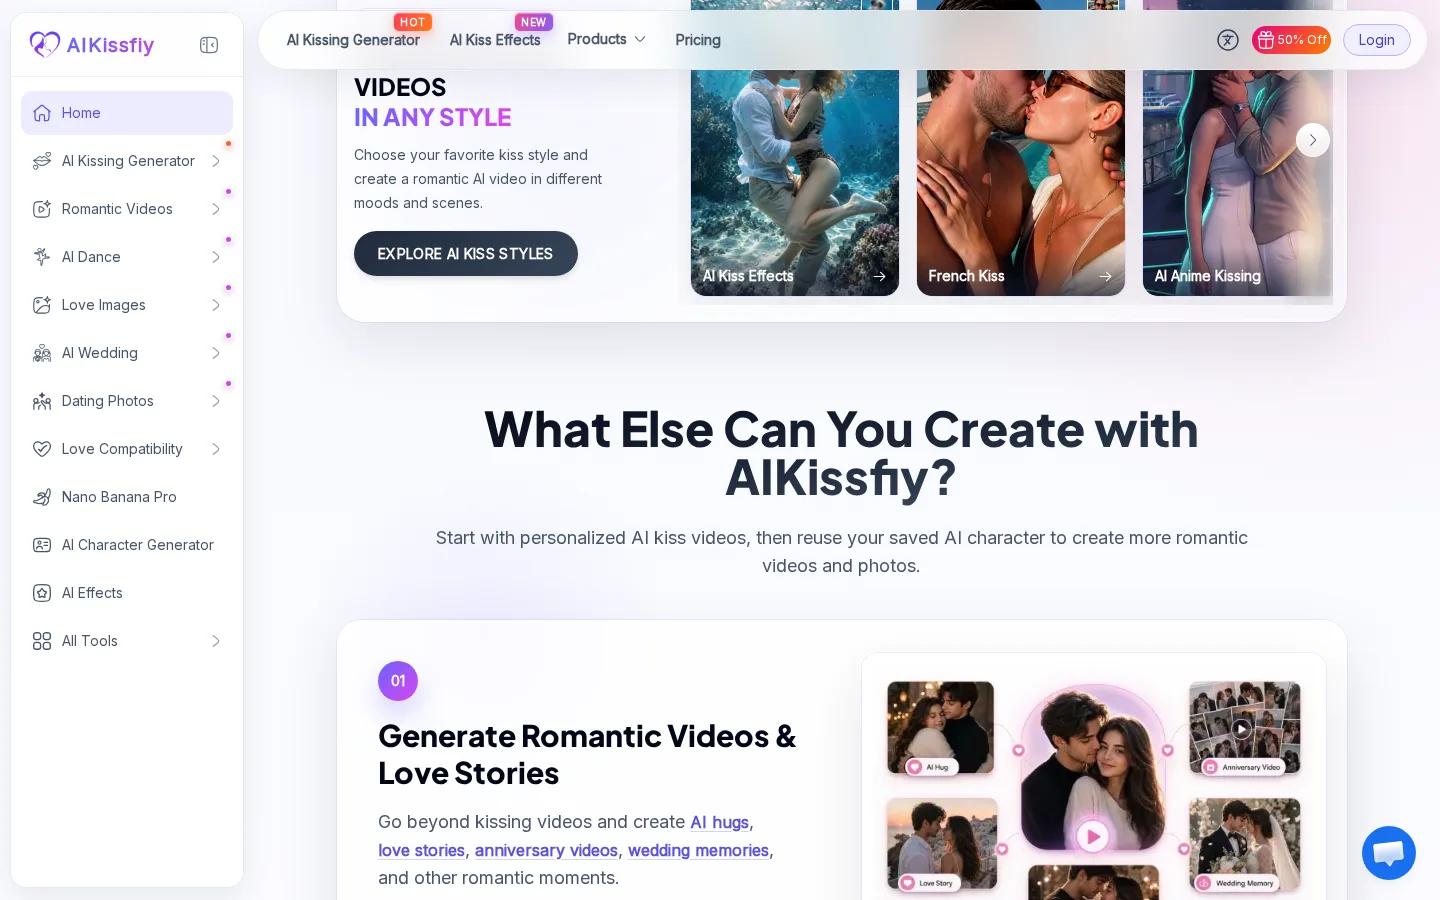 AIKissfiy
Home
AI Kissing Generator
Romantic Videos
AI Dance
Love Images
AI Wedding
Dating Photos
Love Compatibility
Nano Banana Pro
AI Character Generator
AI Effects
All Tools
AI Kissing Generator
HOT
AI Kiss Effects
NEW
Products
Pricing
50% Off
Login
VIDEOS
IN ANY STYLE
Choose your favorite kiss style and
create a romantic AI video in different
moods and scenes.
EXPLORE AI KISS STYLES
AI Kiss Effects
French Kiss
AI Anime Kissing
What Else Can You Create with
AIKissfiy?
Start with personalized AI kiss videos, then reuse your saved AI character to create more romantic
videos and photos.
01
Generate Romantic Videos &
Love Stories
Go beyond kissing videos and create AI hugs,
love stories, anniversary videos, wedding memories,
and other romantic moments.
AI Hug
Anniversary Video
Love Story
Wedding Memory